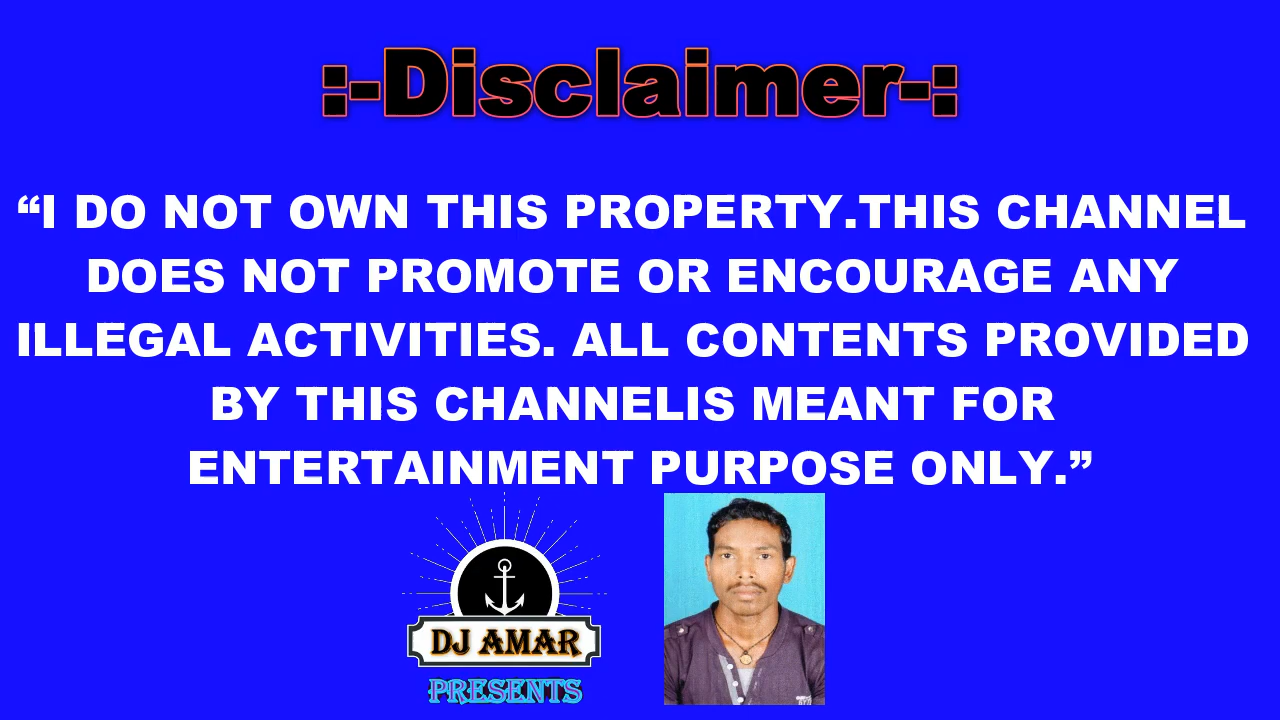 :-Disclaimer-:
“I DO NOT OWN THIS PROPERTY.THIS CHANNEL
DOES NOT PROMOTE OR ENCOURAGE ANY
ILLEGAL ACTIVITIES. ALL CONTENTS PROVIDED
BY THIS CHANNELIS MEANT FOR
ENTERTAINMENT PURPOSE ONLY.”
DJ AMAR
PRESENTS